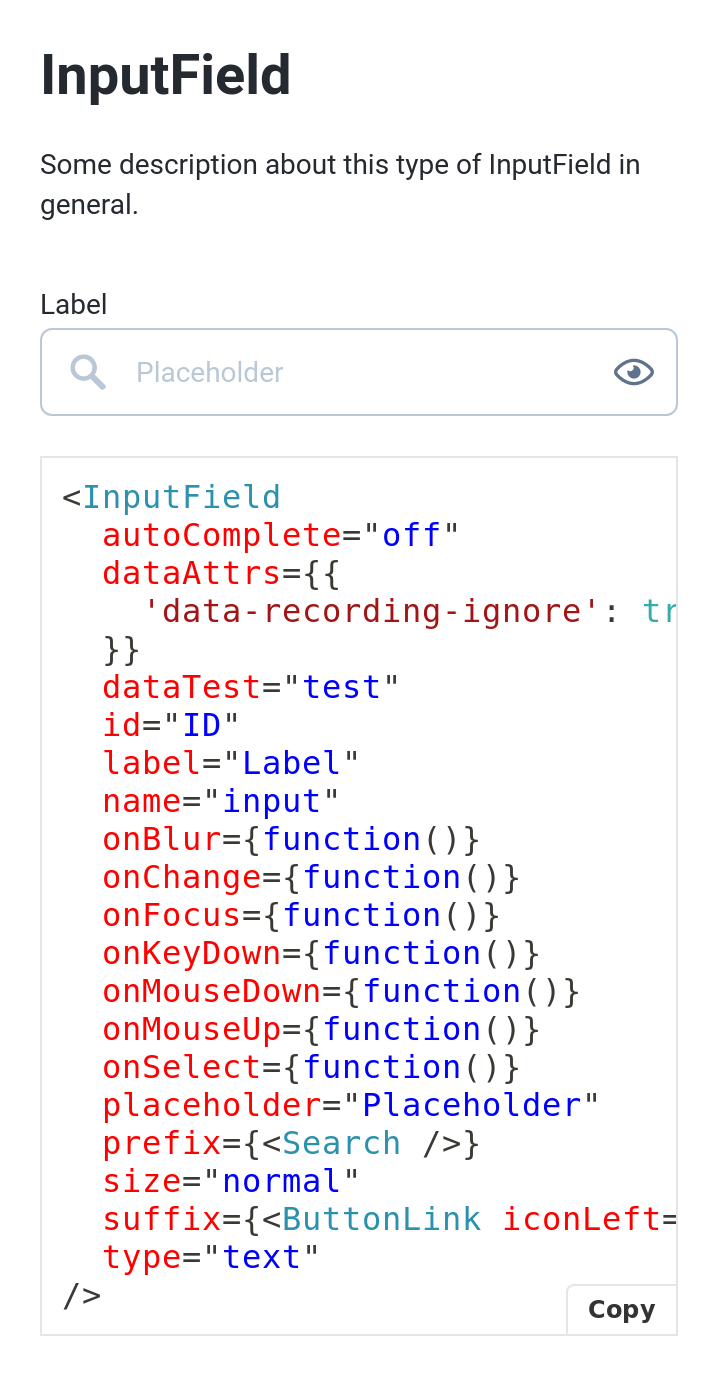 InputField
Some description about this type of InputField in
general.
Label
Placeholder
<InputField
  autoComplete="off"
  dataAttrs={{
    'data-recording-ignore': tr
  }}
  dataTest="test"
  id="ID"
  label="Label"
  name="input"
  onBlur={function()}
  onChange={function()}
  onFocus={function()}
  onKeyDown={function()}
  onMouseDown={function()}
  onMouseUp={function()}
  onSelect={function()}
  placeholder="Placeholder"
  prefix={<Search />}
  size="normal"
  suffix={<ButtonLink iconLeft=
  type="text"
/>
Copy